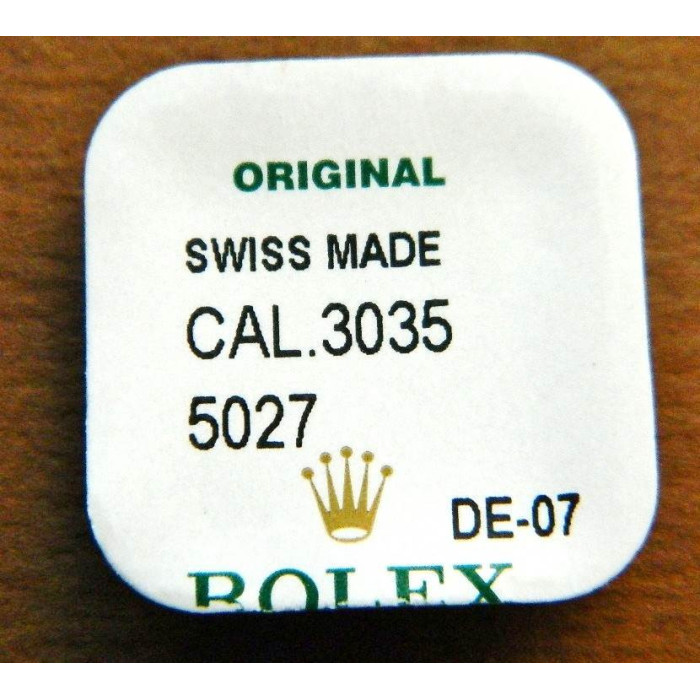 ORIGINAL
SWISS MADE
CAL.3035
5027
DE-07
ROLEX